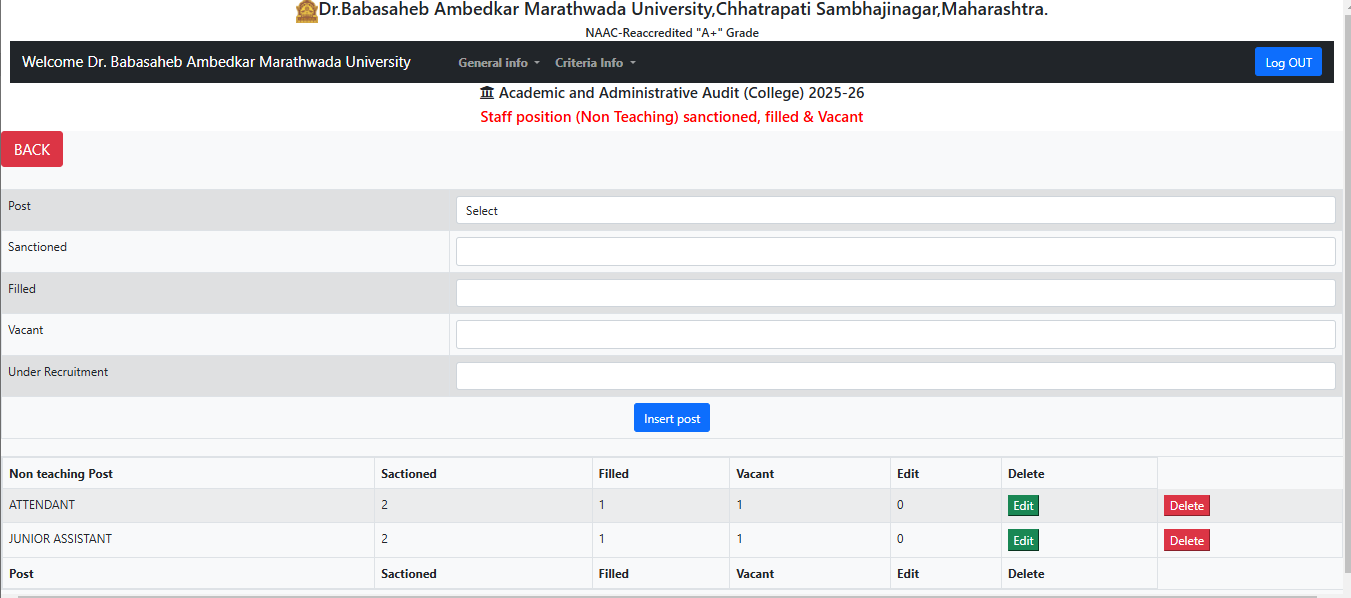 Dr.Babasaheb Ambedkar Marathwada University,Chhatrapati Sambhajinagar,Maharashtra.
NAAC-Reaccredited "A+" Grade
Welcome Dr. Babasaheb Ambedkar Marathwada University General info Criteria Info Log OUT
Academic and Administrative Audit (College) 2025-26
Staff position (Non Teaching) sanctioned, filled & Vacant
BACK
Post Select
Sanctioned
Filled
Vacant
Under Recruitment
Insert post
Non teaching Post Sactioned Filled Vacant Edit Delete
ATTENDANT 2 1 1 0 Edit Delete
JUNIOR ASSISTANT 2 1 1 0 Edit Delete
Post Sactioned Filled Vacant Edit Delete